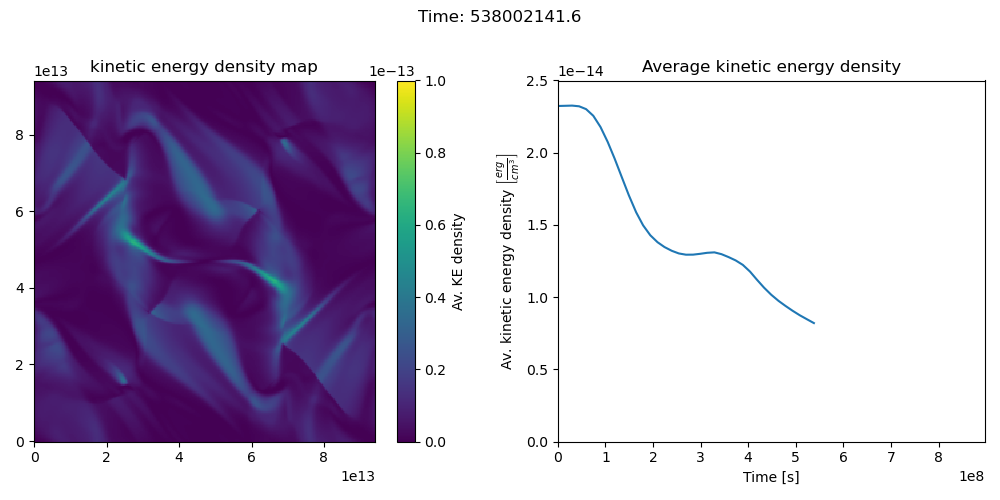 Time: 538002141.6
kinetic energy density map
1e13
1e−13
8
6
4
2
0
0
2
4
6
8
1e13
1.0
0.8
0.6
0.4
0.2
0.0
Av. KE density
Average kinetic energy density
1e−14
2.5
2.0
1.5
1.0
0.5
0.0
Av. kinetic energy density [erg/cm³]
0
1
2
3
4
5
6
7
8
Time [s]
1e8